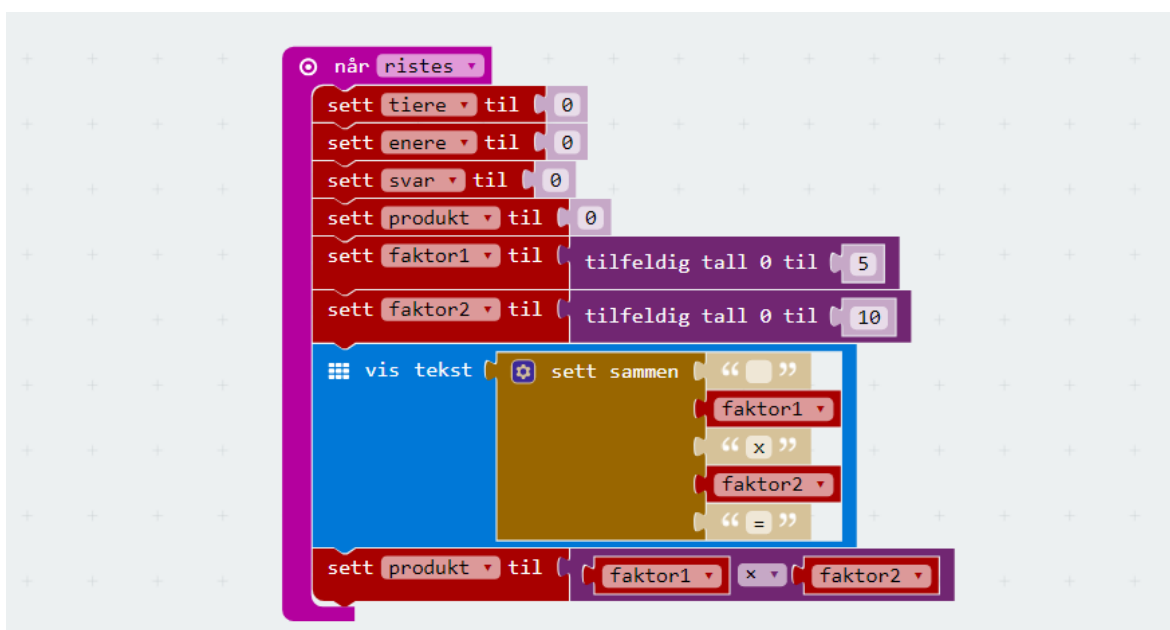 når ristes
sett tiere til 0
sett enere til 0
sett svar til 0
sett produkt til 0
sett faktor1 til tilfeldig tall 0 til 5
sett faktor2 til tilfeldig tall 0 til 10
vis tekst sett sammen “ ”
faktor1
“ x ”
faktor2
“ = ”
sett produkt til faktor1 × faktor2